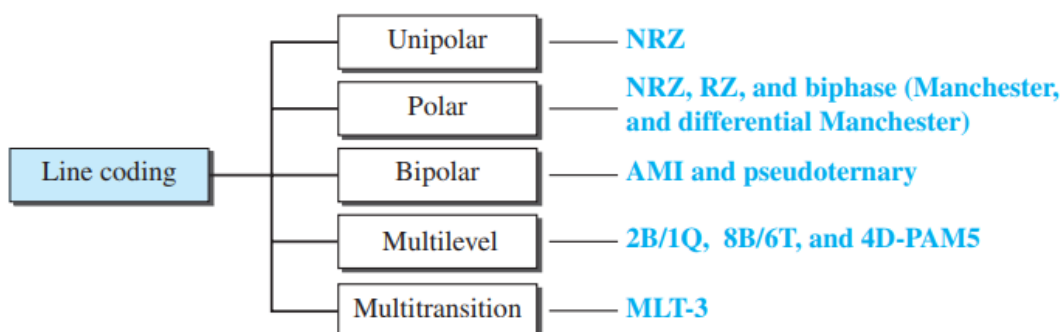 Unipolar
NRZ
Polar
NRZ, RZ, and biphase (Manchester,
and differential Manchester)
Line coding
Bipolar
AMI and pseudoternary
Multilevel
2B/1Q, 8B/6T, and 4D-PAM5
Multitransition
MLT-3